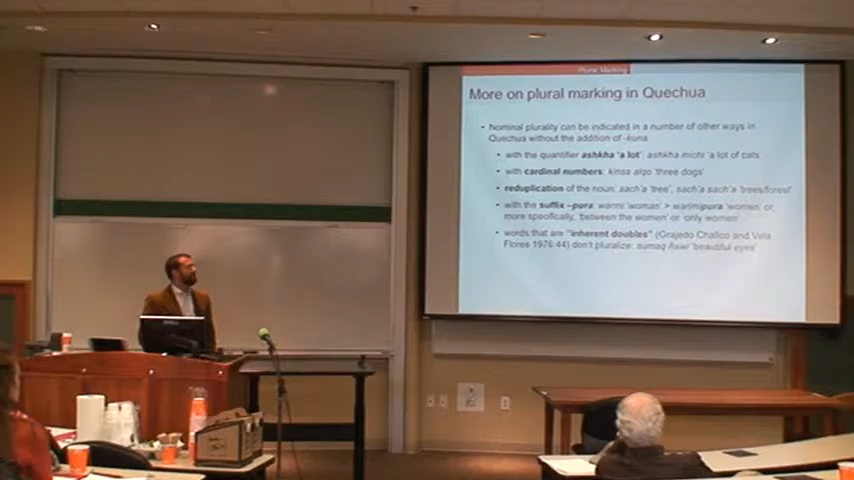 Plural Marking
More on plural marking in Quechua
• Nominal plurality can be indicated in a number of other ways in
Quechua without the addition of -kuna
• with the quantifier ashkha 'a lot': ashkha michi 'a lot of cats'
• with cardinal numbers: kinsa alqo 'three dogs'
• reduplication of the noun: sach'a 'tree', sach'a sach'a 'trees/forest'
• with the suffix –pura: warmi 'woman' > warmipura 'women' or,
more specifically, 'between the women' or 'only women'
• words that are "inherent doubles" (Grajedo Challco and Vela
Flores 1976:44) don't pluralize: sumaq ñawi 'beautiful eyes'